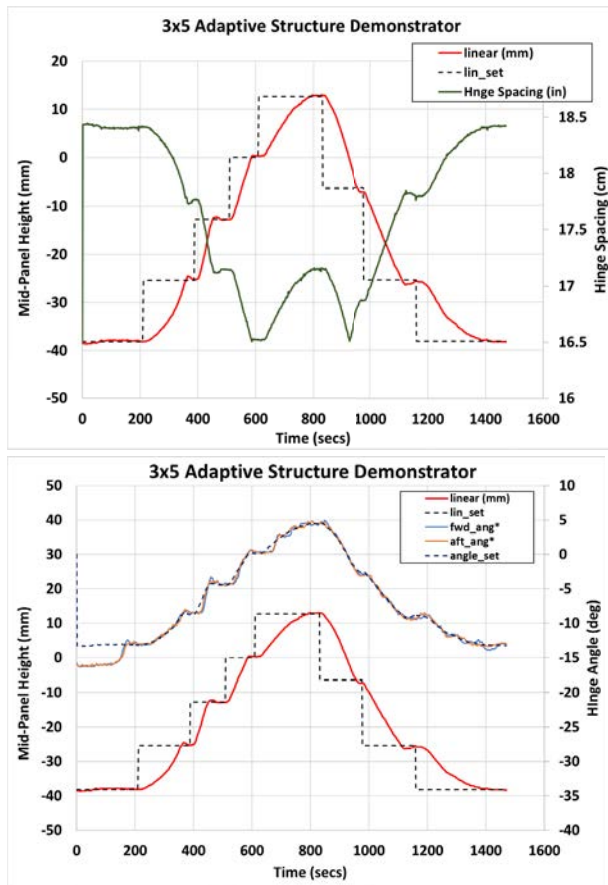 3x5 Adaptive Structure Demonstrator
linear (mm)
lin_set
Hnge Spacing (in)
20
10
0
-10
-20
-30
-40
-50
Mid-Panel Height (mm)
18.5
18
17.5
17
16.5
16
Hinge Spacing (cm)
0 200 400 600 800 1000 1200 1400 1600
Time (secs)
3x5 Adaptive Structure Demonstrator
linear (mm)
lin_set
fwd_ang*
aft_ang*
angle_set
50
40
30
20
10
0
-10
-20
-30
-40
-50
Mid-Panel Height (mm)
10
5
0
-5
-10
-15
-20
-25
-30
-35
-40
HInge Angle (deg)
0 200 400 600 800 1000 1200 1400 1600
Time (secs)